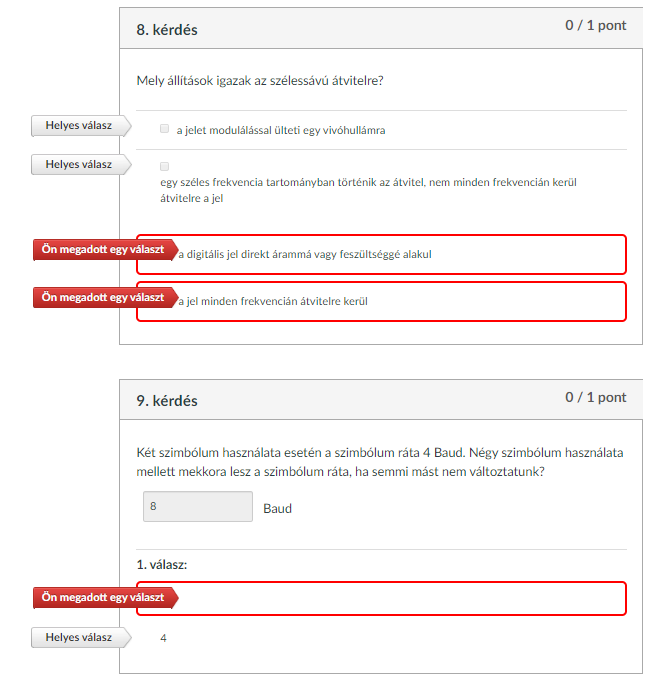 8. kérdés
0 / 1 pont
Mely állítások igazak az szélessávú átvitelre?
Helyes válasz
a jelet modulálással ülteti egy vivőhullámra
Helyes válasz
egy széles frekvencia tartományban történik az átvitel, nem minden frekvencián kerül
átvitelre a jel
Ön megadott egy választ
a digitális jel direkt árammá vagy feszültséggé alakul
Ön megadott egy választ
a jel minden frekvencián átvitelre kerül
9. kérdés
0 / 1 pont
Két szimbólum használata esetén a szimbólum ráta 4 Baud. Négy szimbólum használata
mellett mekkora lesz a szimbólum ráta, ha semmi mást nem változtatunk?
8
Baud
1. válasz:
Ön megadott egy választ
Helyes válasz
4